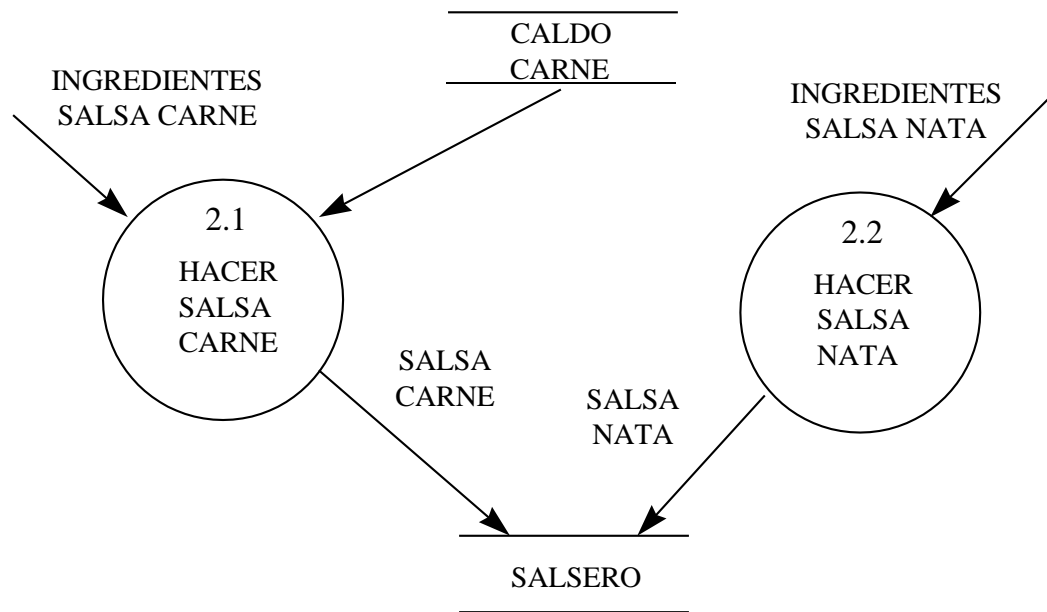 CALDO
CARNE
INGREDIENTES
SALSA CARNE
INGREDIENTES
SALSA NATA
2.1
HACER
SALSA
CARNE
2.2
HACER
SALSA
NATA
SALSA
CARNE
SALSA
NATA
SALSERO